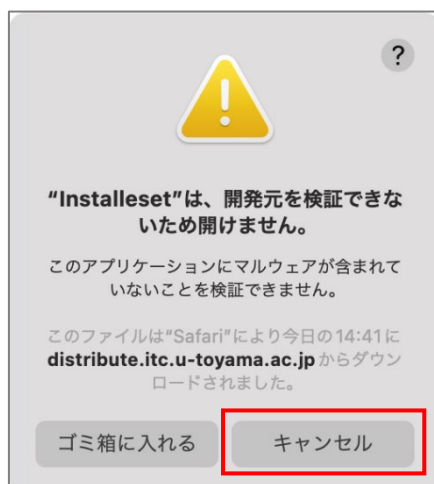 ?
“Installeset”は、開発元を検証できな
いため開けません。
このアプリケーションにマルウェアが含まれて
いないことを検証できません。
このファイルは“Safari”により今日の14:41に
distribute.itc.u-toyama.ac.jpからダウン
ロードされました。
ゴミ箱に入れる
キャンセル